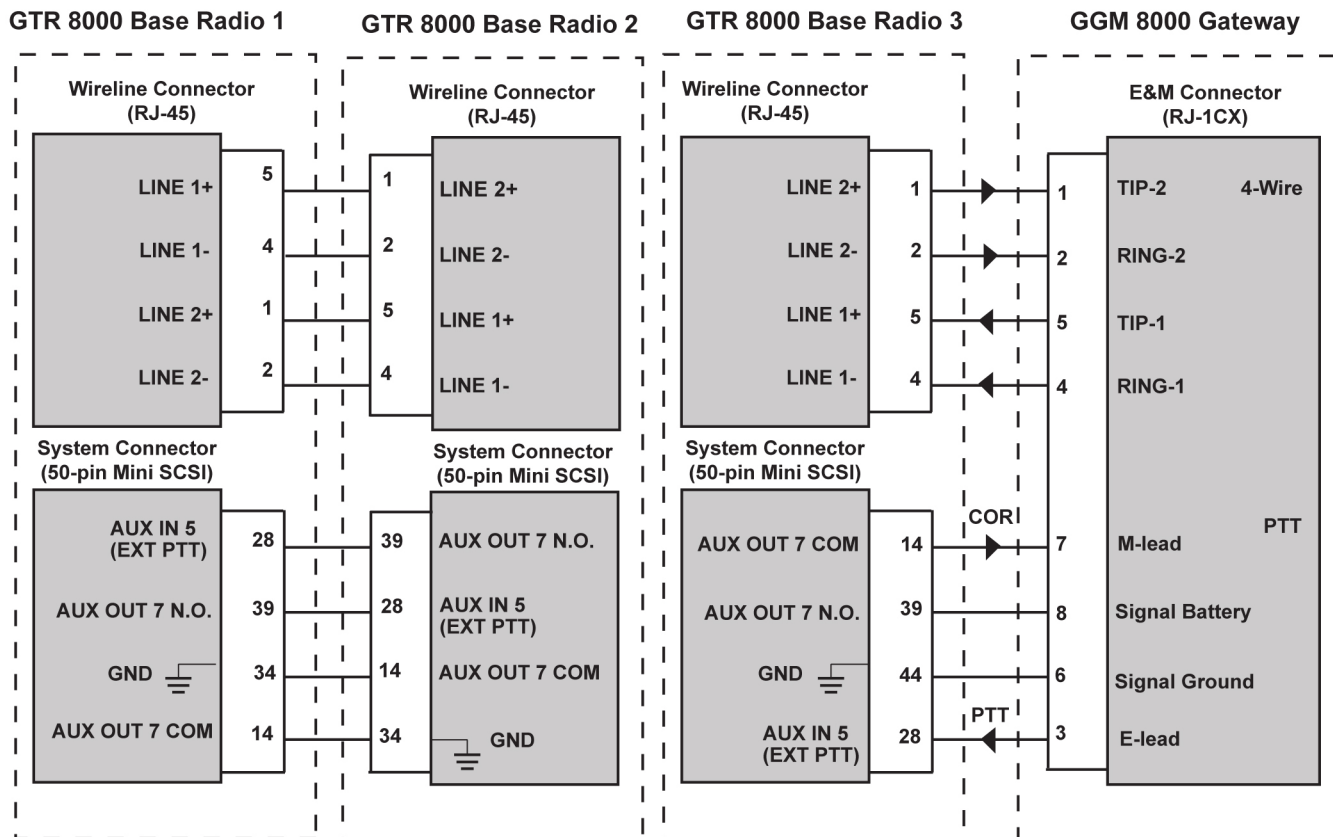 GTR 8000 Base Radio 1
GTR 8000 Base Radio 2
GTR 8000 Base Radio 3
GGM 8000 Gateway
Wireline Connector
(RJ-45)
LINE 1+
5
LINE 1-
4
LINE 2+
1
LINE 2-
2
System Connector
(50-pin Mini SCSI)
AUX IN 5
(EXT PTT)
28
AUX OUT 7 N.O.
39
GND
34
AUX OUT 7 COM
14
Wireline Connector
(RJ-45)
1
LINE 2+
2
LINE 2-
5
LINE 1+
4
LINE 1-
System Connector
(50-pin Mini SCSI)
39
AUX OUT 7 N.O.
28
AUX IN 5
(EXT PTT)
14
AUX OUT 7 COM
34
GND
Wireline Connector
(RJ-45)
LINE 2+
1
LINE 2-
2
LINE 1+
5
LINE 1-
4
System Connector
(50-pin Mini SCSI)
AUX OUT 7 COM
14
AUX OUT 7 N.O.
39
GND
44
AUX IN 5
(EXT PTT)
28
COR
PTT
E&M Connector
(RJ-1CX)
1
TIP-2
4-Wire
2
RING-2
5
TIP-1
4
RING-1
7
M-lead
PTT
8
Signal Battery
6
Signal Ground
3
E-lead